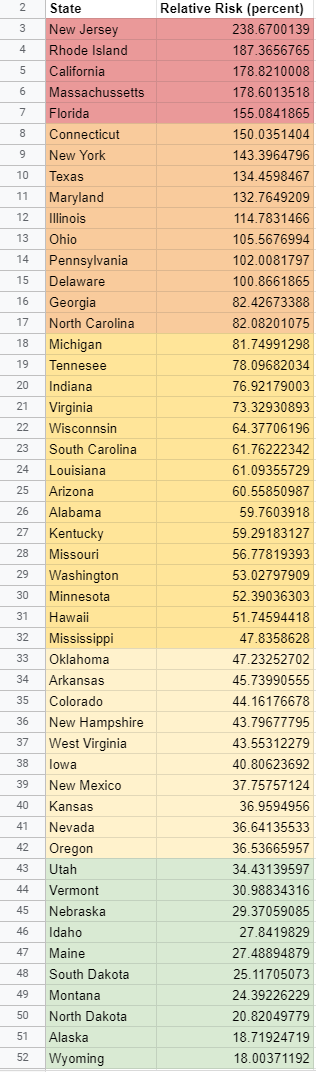 2 State Relative Risk (percent)
3 New Jersey 238.6700139
4 Rhode Island 187.3656765
5 California 178.8210008
6 Massachussetts 178.6013518
7 Florida 155.0841865
8 Connecticut 150.0351404
9 New York 143.3964796
10 Texas 134.4598467
11 Maryland 132.7649209
12 Illinois 114.7831466
13 Ohio 105.5676994
14 Pennsylvania 102.0081797
15 Delaware 100.8661865
16 Georgia 82.42673388
17 North Carolina 82.08201075
18 Michigan 81.74991298
19 Tennesee 78.09682034
20 Indiana 76.92179003
21 Virginia 73.32930893
22 Wisconnsin 64.37706196
23 South Carolina 61.76222342
24 Louisiana 61.09355729
25 Arizona 60.55850987
26 Alabama 59.7603918
27 Kentucky 59.29183127
28 Missouri 56.77819393
29 Washington 53.02797909
30 Minnesota 52.39036303
31 Hawaii 51.74594418
32 Mississippi 47.8358628
33 Oklahoma 47.23252702
34 Arkansas 45.73990555
35 Colorado 44.16176678
36 New Hampshire 43.79677795
37 West Virginia 43.55312279
38 Iowa 40.80623692
39 New Mexico 37.75757124
40 Kansas 36.9594956
41 Nevada 36.64135533
42 Oregon 36.53665957
43 Utah 34.43139597
44 Vermont 30.98834316
45 Nebraska 29.37059085
46 Idaho 27.8419829
47 Maine 27.48894879
48 South Dakota 25.11705073
49 Montana 24.39226229
50 North Dakota 20.82049779
51 Alaska 18.71924719
52 Wyoming 18.00371192